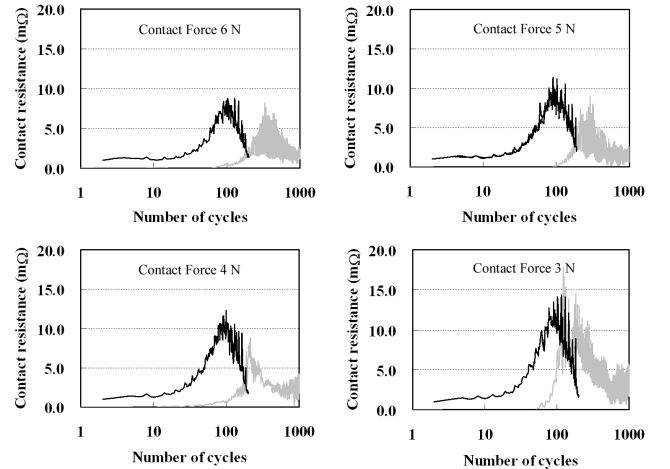 Contact resistance (mΩ)
20.0
15.0
10.0
5.0
0.0
Contact Force 6 N
1 10 100 1000
Number of cycles
Contact resistance (mΩ)
20.0
15.0
10.0
5.0
0.0
Contact Force 5 N
1 10 100 1000
Number of cycles
Contact resistance (mΩ)
20.0
15.0
10.0
5.0
0.0
Contact Force 4 N
1 10 100 1000
Number of cycles
Contact resistance (mΩ)
20.0
15.0
10.0
5.0
0.0
Contact Force 3 N
1 10 100 1000
Number of cycles